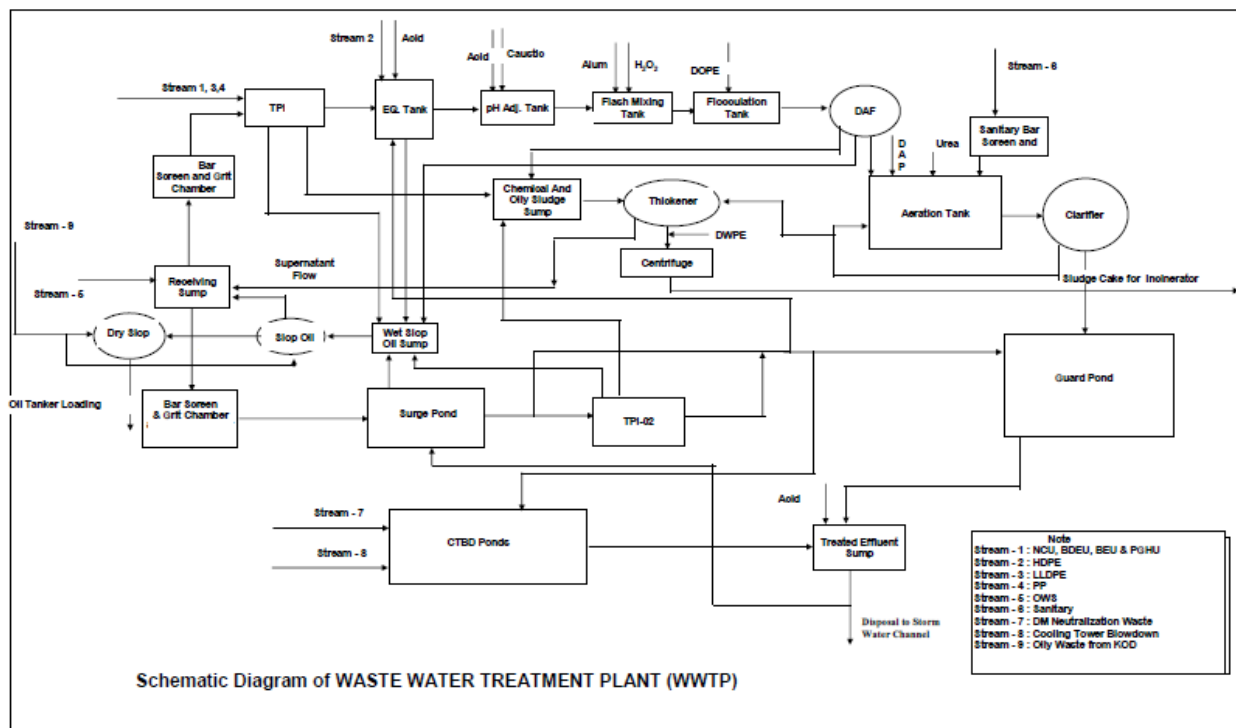 Stream 2
Acid
Acid
Caustic
Alum
H₂O₂
DOPE
Stream - 6
Stream 1, 3,4
TPI
EQ. Tank
pH Adj. Tank
Flash Mixing
Tank
Flocculation
Tank
DAF
Sanitary Bar
Screen and
D
A
P
Urea
Bar
Screen and Grit
Chamber
Chemical And
Oily Sludge
Sump
Thickener
Aeration Tank
Clarifier
Stream - 9
DWPE
Centrifuge
Supernatant
Flow
Sludge Cake for Incinerator
Receiving
Sump
Stream - 5
Dry Slop
Slop Oil
Wet Slop
Oil Sump
Guard Pond
Oil Tanker Loading
Bar Screen
& Grit Chamber
Surge Pond
TPI-02
Acid
Stream - 7
CTBD Ponds
Stream - 8
Treated Effluent
Sump
Note
Stream - 1 : NCU, BDEU, BEU & PGHU
Stream - 2 : HDPE
Stream - 3 : LLDPE
Stream - 4 : PP
Stream - 5 : OWS
Stream - 6 : Sanitary
Stream - 7 : DM Neutralization Waste
Stream - 8 : Cooling Tower Blowdown
Stream - 9 : Oily Waste from KOD
Disposal to Storm
Water Channel
Schematic Diagram of WASTE WATER TREATMENT PLANT (WWTP)